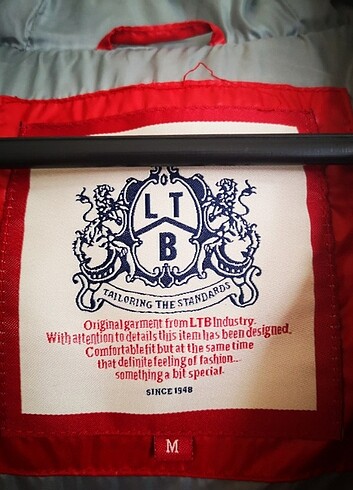 L T
B
TAILORING THE STANDARDS
Original garment from LTB Industry.
With attention to details this item has been designed.
Comfortable fit but at the same time
that definite feeling of fashion...
something a bit special.
SINCE 1948
M